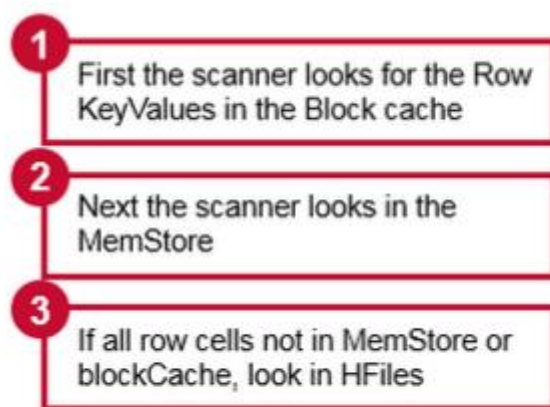 1
First the scanner looks for the Row
KeyValues in the Block cache
2
Next the scanner looks in the
MemStore
3
If all row cells not in MemStore or
blockCache, look in HFiles